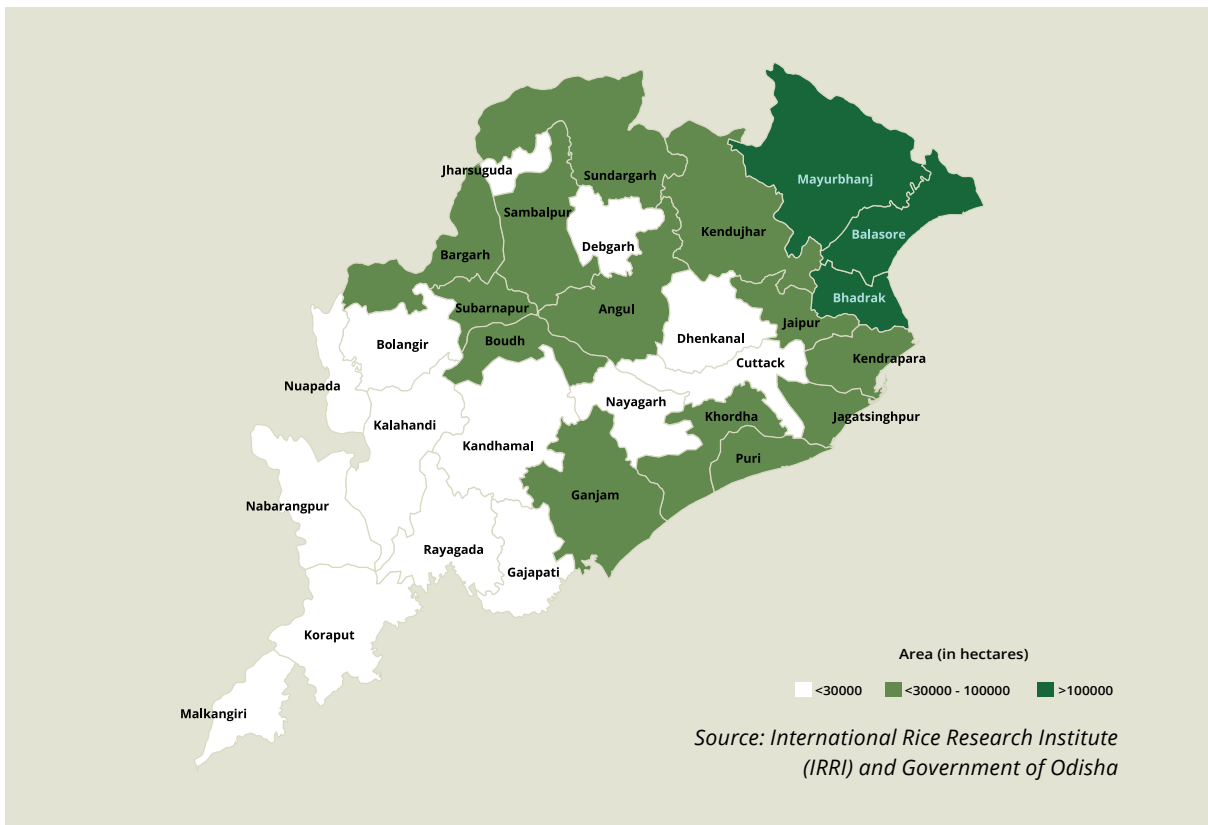 Jharsuguda
Sundargarh
Mayurbhanj
Sambalpur
Kendujhar
Balasore
Debgarh
Bargarh
Bhadrak
Subarnapur
Angul
Jaipur
Boudh
Dhenkanal
Bolangir
Kendrapara
Cuttack
Nuapada
Nayagarh
Khordha
Jagatsinghpur
Kalahandi
Kandhamal
Puri
Ganjam
Nabarangpur
Rayagada
Gajapati
Koraput
Malkangiri
Area (in hectares)
<30000 <30000 - 100000 >100000
Source: International Rice Research Institute
(IRRI) and Government of Odisha